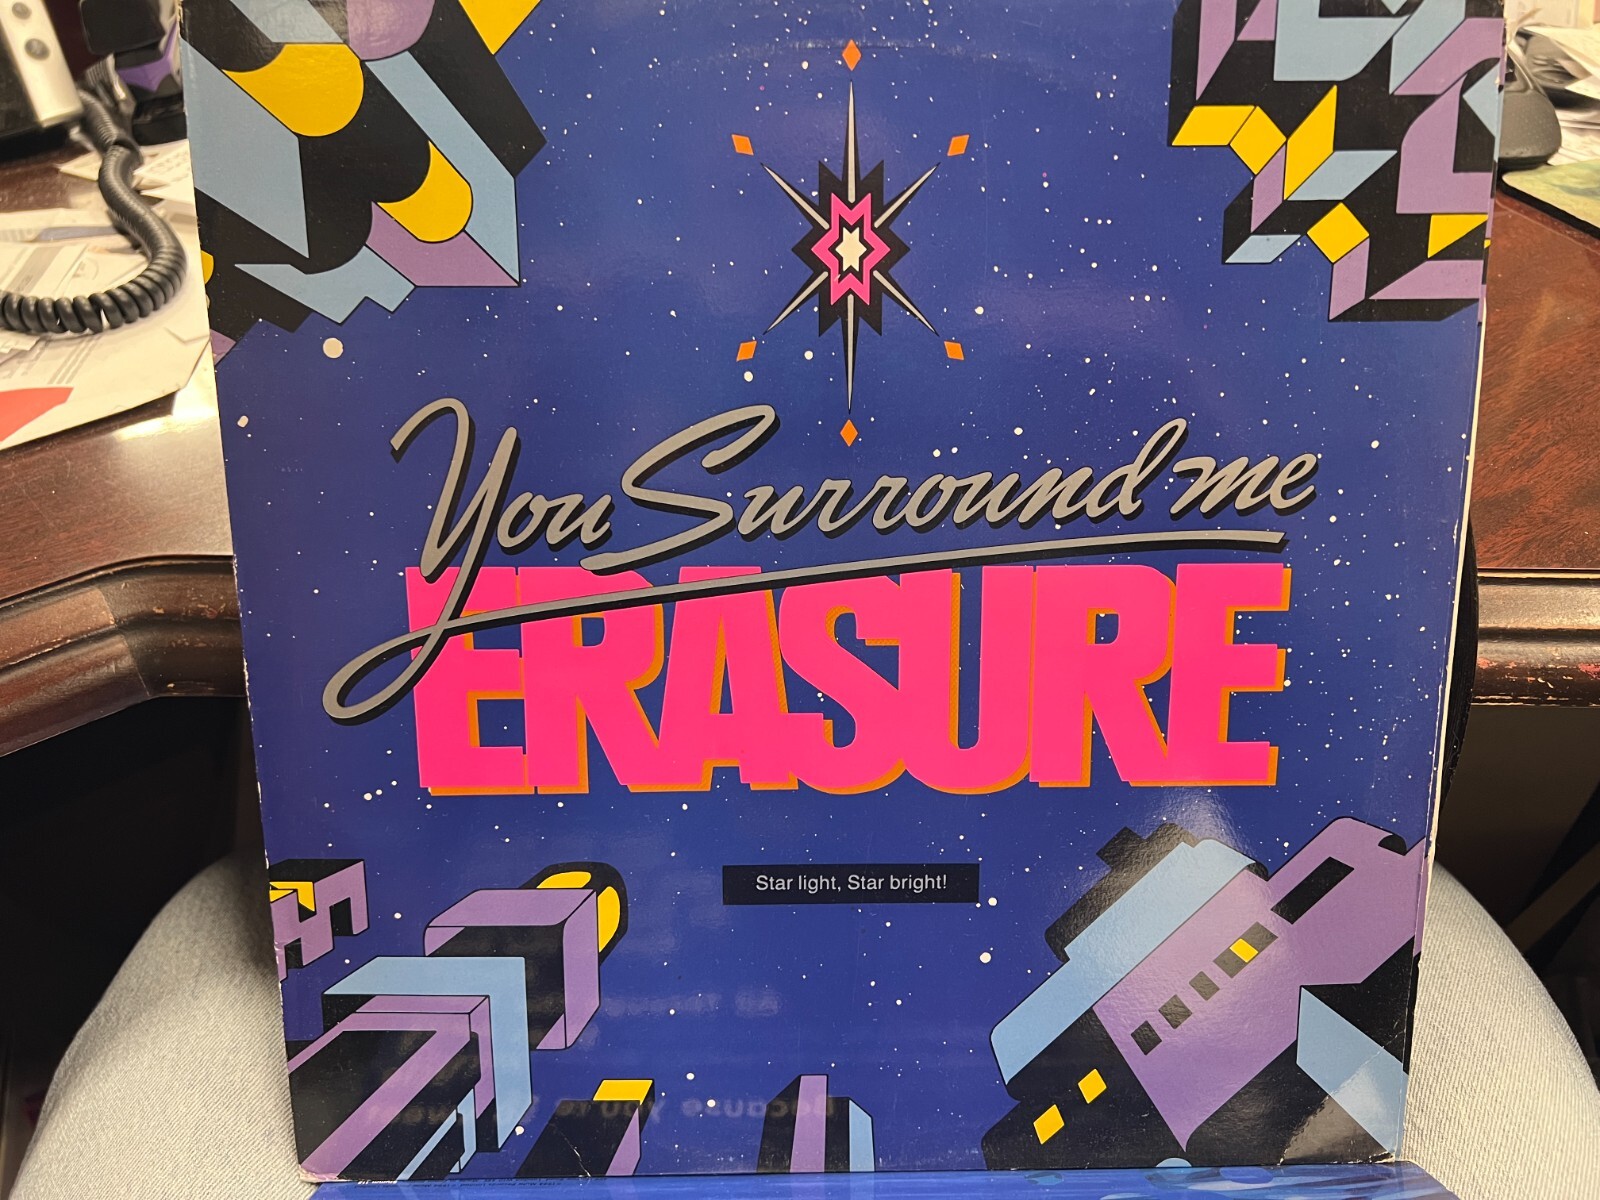 You Surround me
ERASURE
Star light, Star bright!